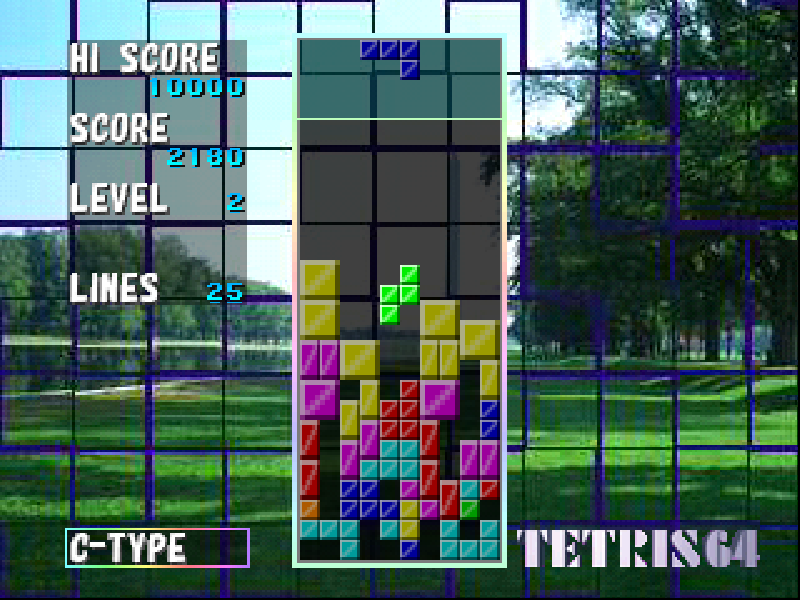 HI SCORE
10000
SCORE
2180
LEVEL 2
LINES 25
C-TYPE
TETRIS64